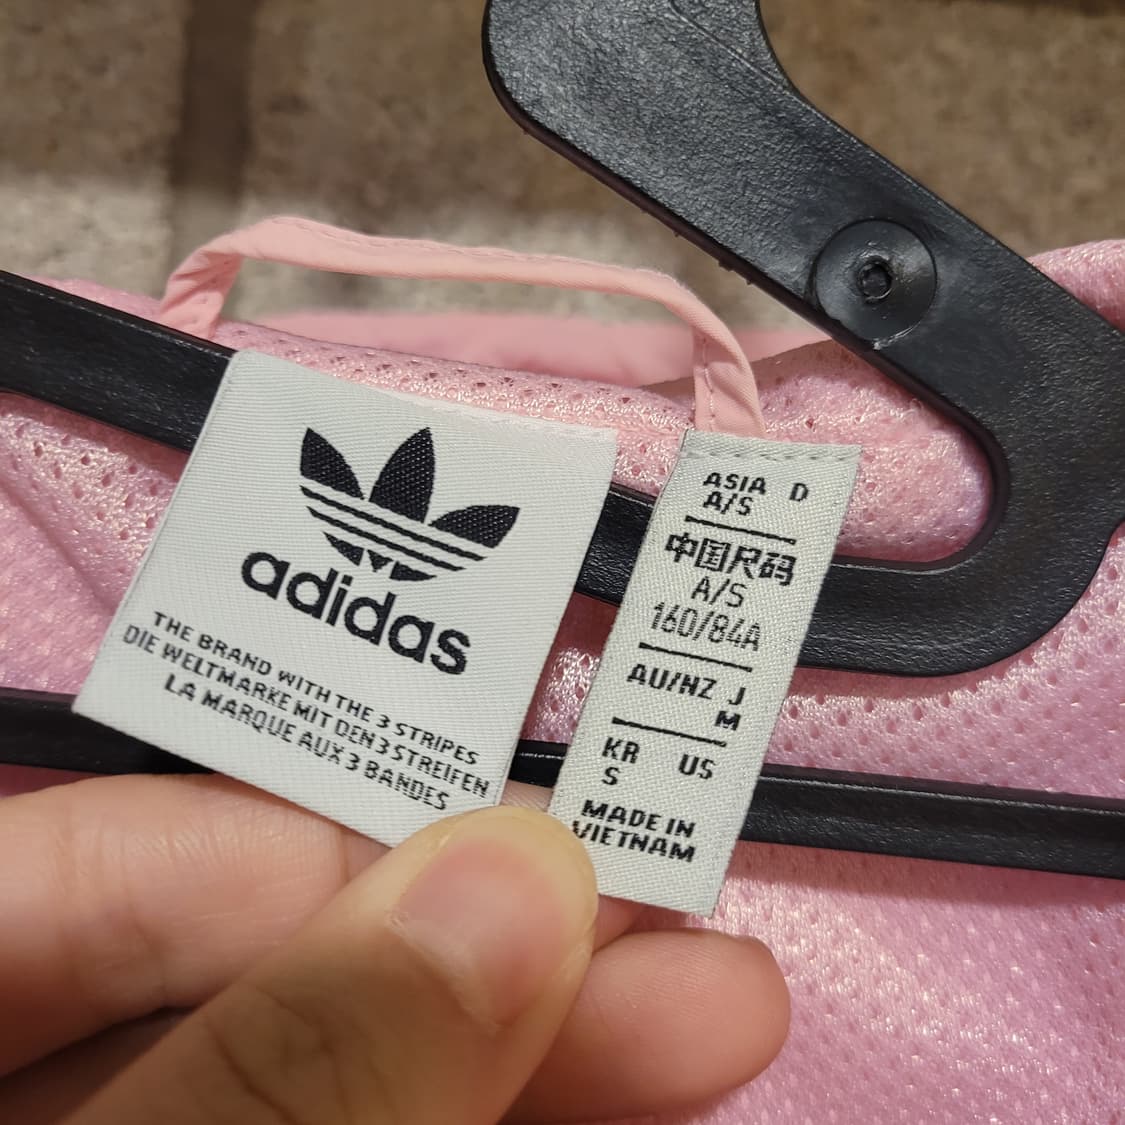 adidas
THE BRAND WITH THE 3 STRIPES
DIE WELTMARKE MIT DEN 3 STREIFEN
LA MARQUE AUX 3 BANDES
ASIA D
A/S
中国尺码
A/S
160/84A
AU/NZ J
M
KR US
S
MADE IN
VIETNAM